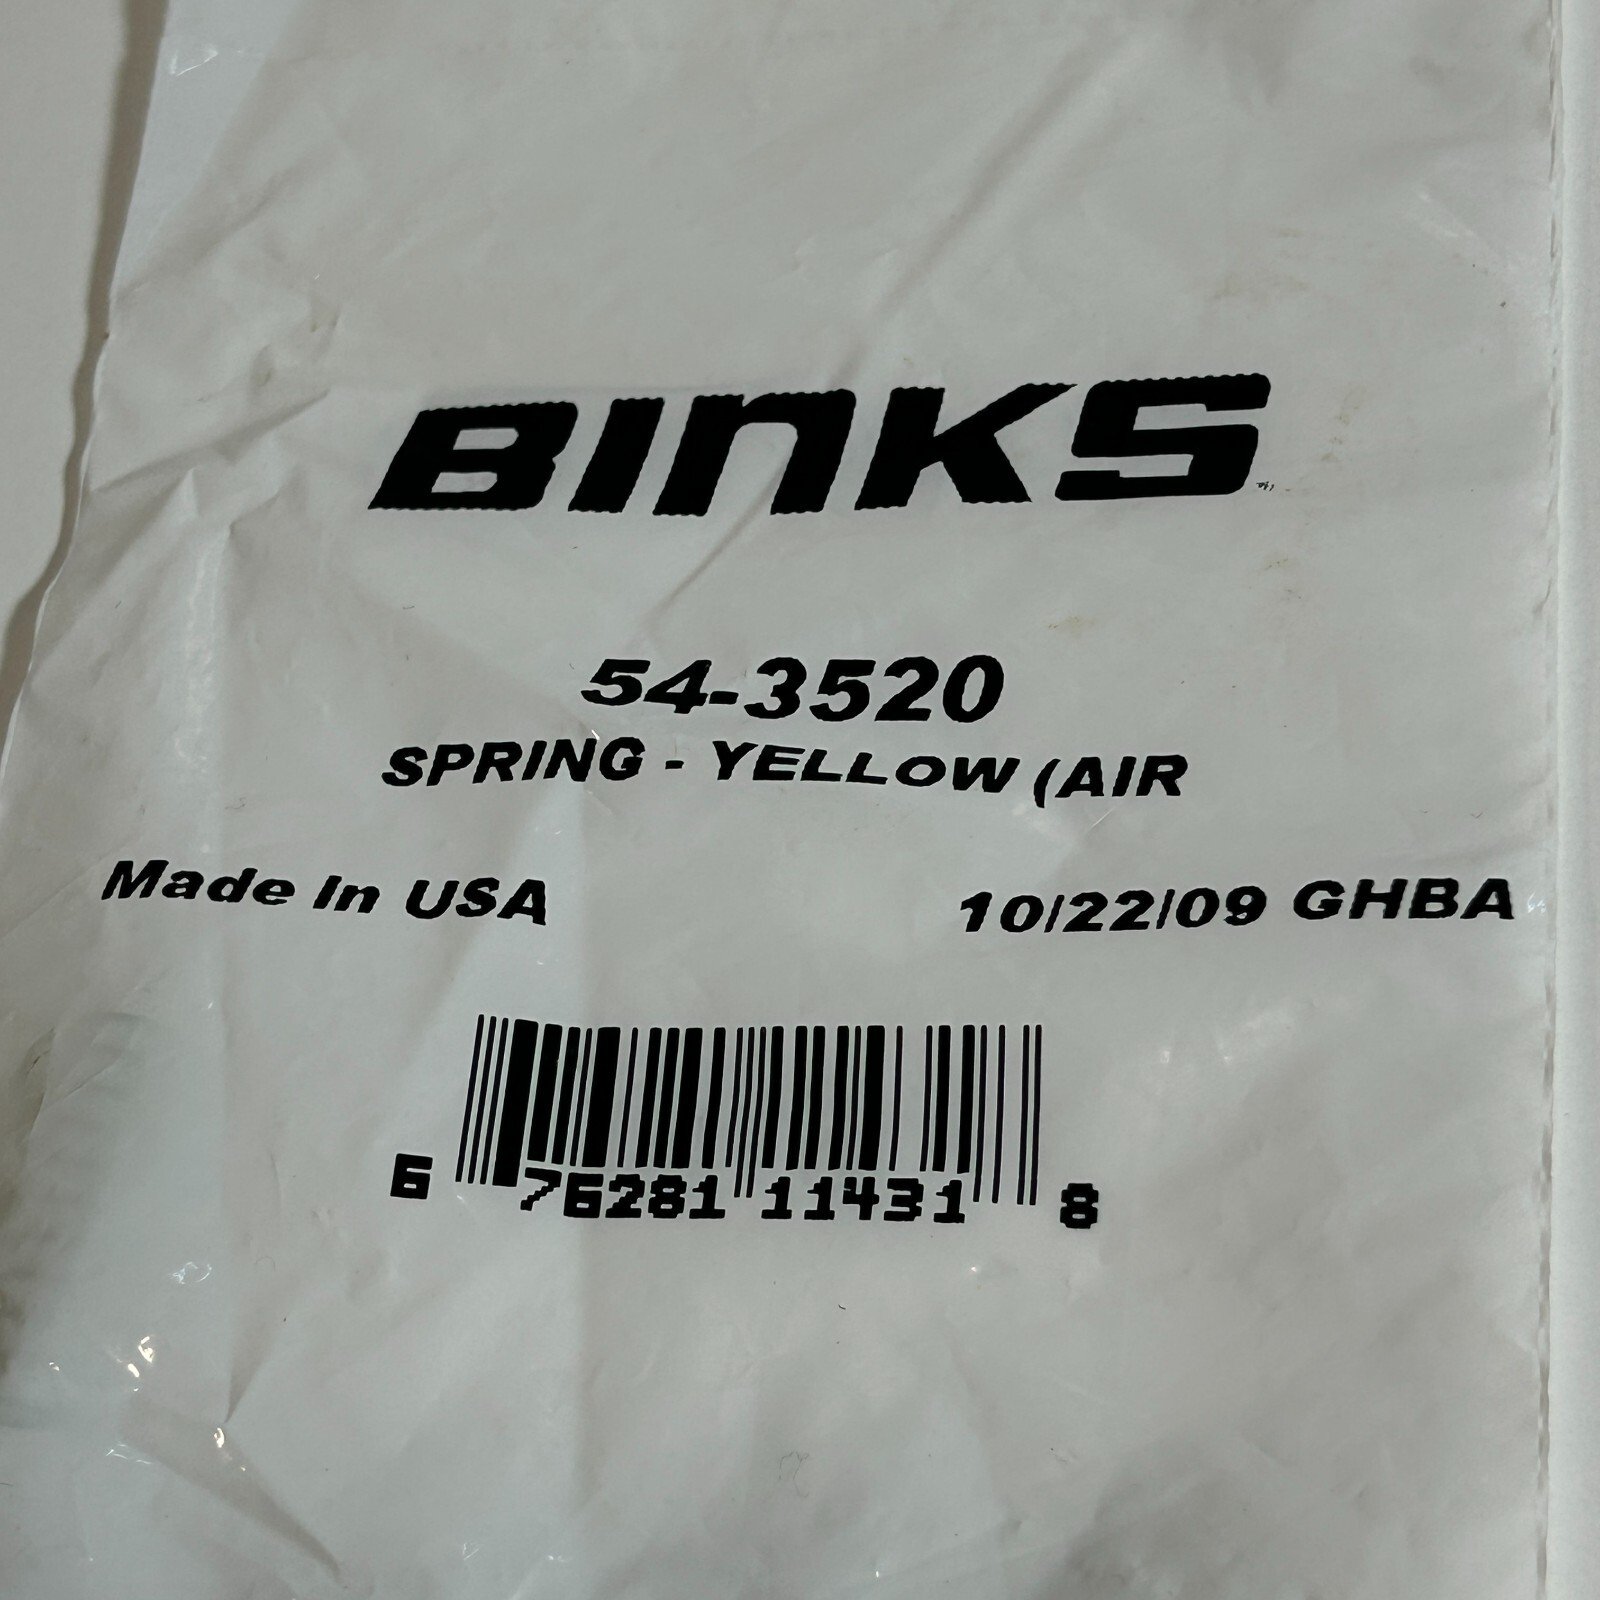 BINKS
54-3520
SPRING - YELLOW (AIR
Made In USA 10/22/09 GHBA
6 76281 11431 8